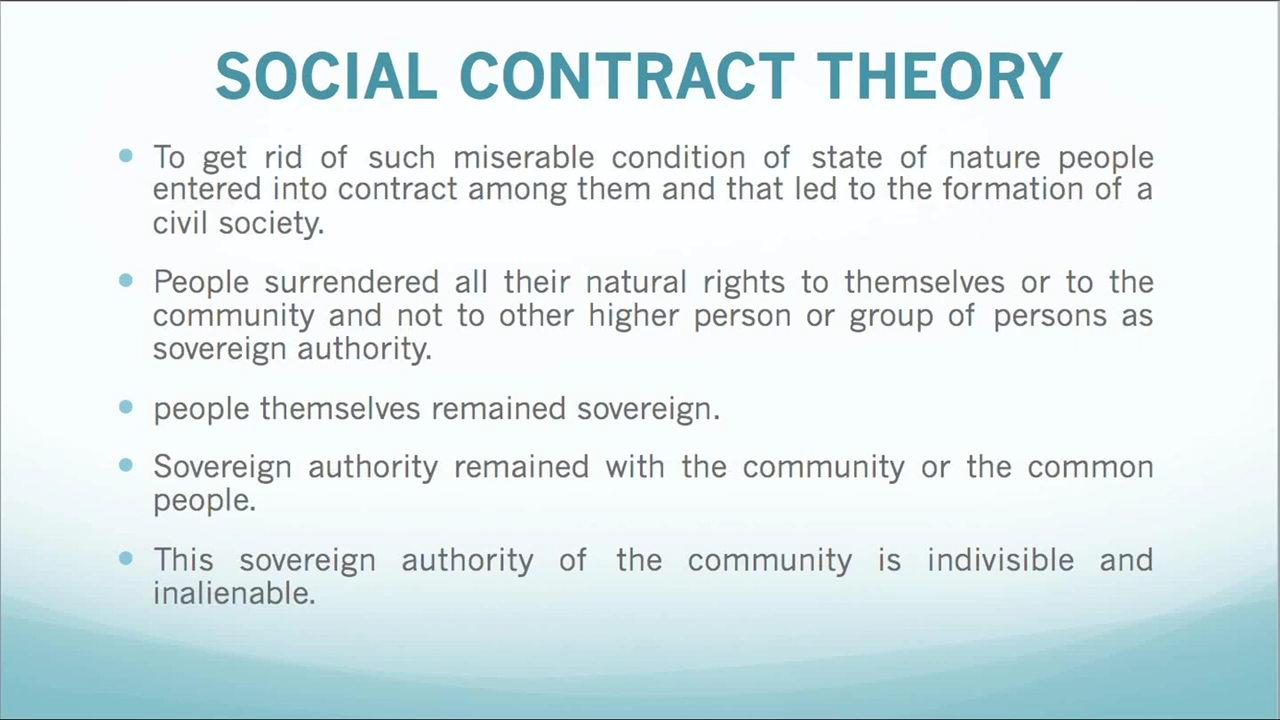 SOCIAL CONTRACT THEORY
• To get rid of such miserable condition of state of nature people
entered into contract among them and that led to the formation of a
civil society.
• People surrendered all their natural rights to themselves or to the
community and not to other higher person or group of persons as
sovereign authority.
• people themselves remained sovereign.
• Sovereign authority remained with the community or the common
people.
• This sovereign authority of the community is indivisible and
inalienable.